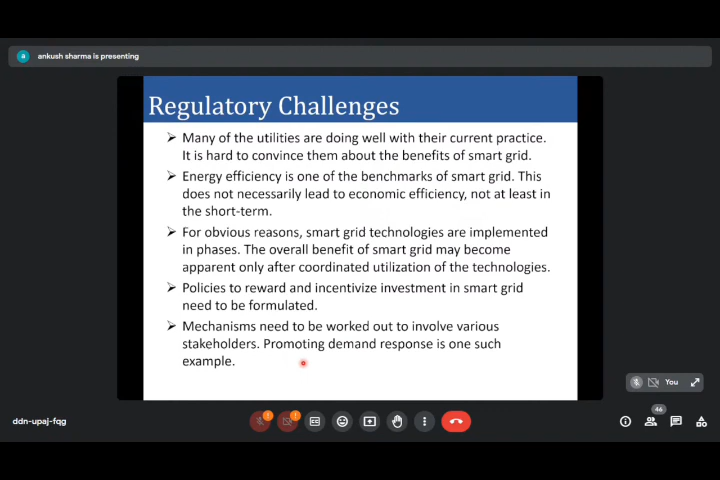 a ankush sharma is presenting
Regulatory Challenges
➢ Many of the utilities are doing well with their current practice.
It is hard to convince them about the benefits of smart grid.
➢ Energy efficiency is one of the benchmarks of smart grid. This
does not necessarily lead to economic efficiency, not at least in
the short-term.
➢ For obvious reasons, smart grid technologies are implemented
in phases. The overall benefit of smart grid may become
apparent only after coordinated utilization of the technologies.
➢ Policies to reward and incentivize investment in smart grid
need to be formulated.
➢ Mechanisms need to be worked out to involve various
stakeholders. Promoting demand response is one such
example.
You
46
ddn-upaj-fqg